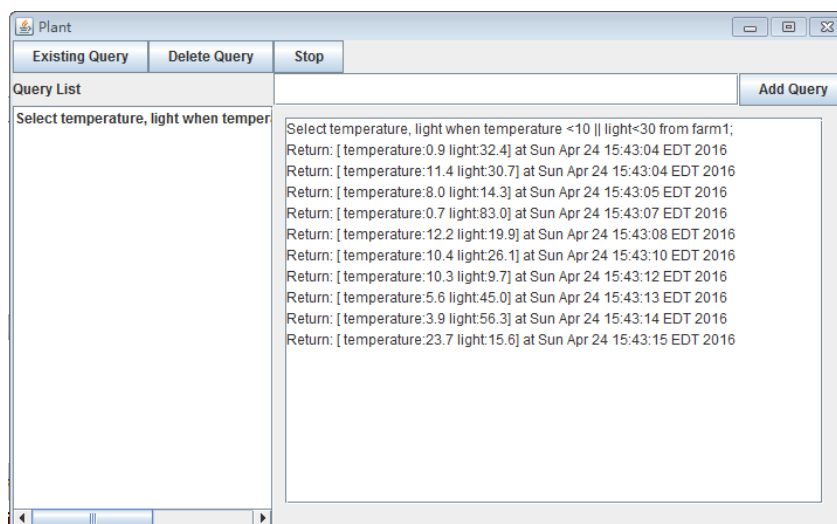 Plant
Existing Query Delete Query Stop
Query List
Add Query
Select temperature, light when temper
Select temperature, light when temperature <10 || light<30 from farm1;
Return: [ temperature:0.9 light:32.4] at Sun Apr 24 15:43:04 EDT 2016
Return: [ temperature:11.4 light:30.7] at Sun Apr 24 15:43:04 EDT 2016
Return: [ temperature:8.0 light:14.3] at Sun Apr 24 15:43:05 EDT 2016
Return: [ temperature:0.7 light:83.0] at Sun Apr 24 15:43:07 EDT 2016
Return: [ temperature:12.2 light:19.9] at Sun Apr 24 15:43:08 EDT 2016
Return: [ temperature:10.4 light:26.1] at Sun Apr 24 15:43:10 EDT 2016
Return: [ temperature:10.3 light:9.7] at Sun Apr 24 15:43:12 EDT 2016
Return: [ temperature:5.6 light:45.0] at Sun Apr 24 15:43:13 EDT 2016
Return: [ temperature:3.9 light:56.3] at Sun Apr 24 15:43:14 EDT 2016
Return: [ temperature:23.7 light:15.6] at Sun Apr 24 15:43:15 EDT 2016